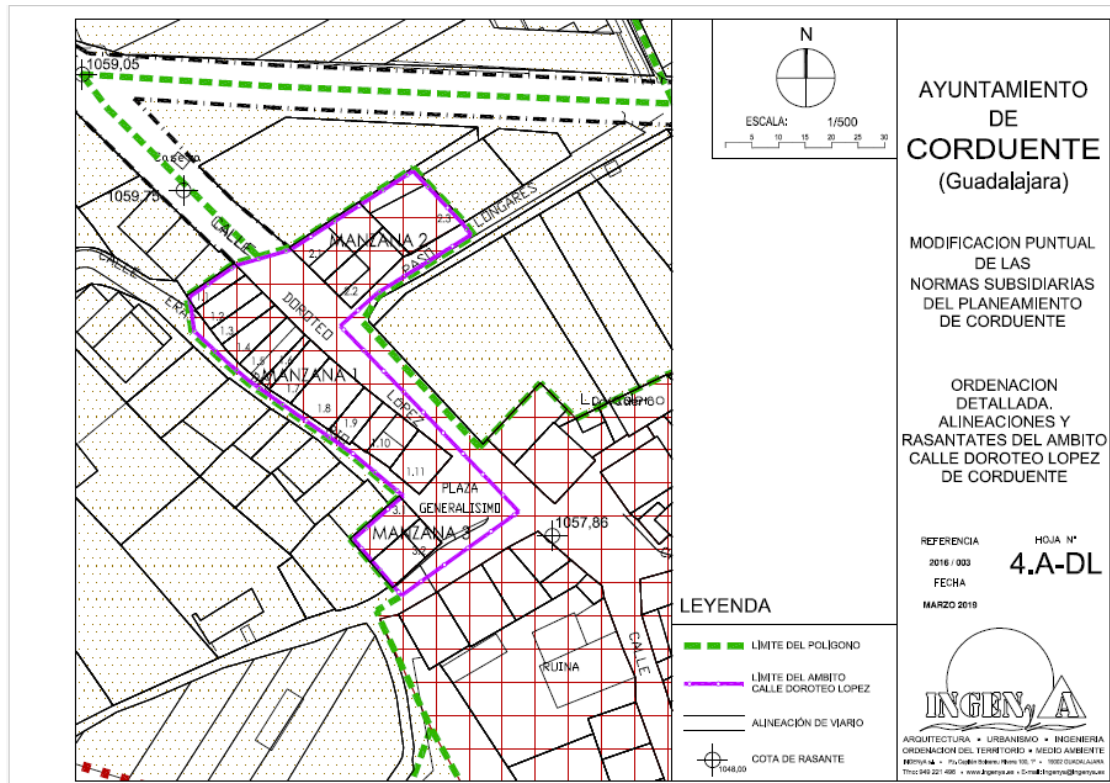 1059,05
1059,75
CALLE
CALLE
ERA
MANZANA 2
2.1
2.2
2.3
PASO
LONGARES
DOROTEO
LOPEZ
MANZANA 1
1.1
1.2
1.3
1.4
1.5
1.6
1.7
1.8
1.9
1.10
1.11
PLAZA
GENERALISIMO
MANZANA 3
3.1
3.2
1057,86
RUINA
CALLE
N
ESCALA: 1/500
5 10 15 20 25 30
LEYENDA
LÍMITE DEL POLÍGONO
LÍMITE DEL AMBITO
CALLE DOROTEO LOPEZ
ALINEACIÓN DE VIARIO
COTA DE RASANTE
1048,00
AYUNTAMIENTO
DE
CORDUENTE
(Guadalajara)
MODIFICACION PUNTUAL
DE LAS
NORMAS SUBSIDIARIAS
DEL PLANEAMIENTO
DE CORDUENTE
ORDENACION
DETALLADA.
ALINEACIONES Y
RASANTATES DEL AMBITO
CALLE DOROTEO LOPEZ
DE CORDUENTE
REFERENCIA
2016 / 003
FECHA
MARZO 2019
HOJA Nº
4.A-DL
INGENyA
ARQUITECTURA • URBANISMO • INGENIERIA
ORDENACION DEL TERRITORIO • MEDIO AMBIENTE